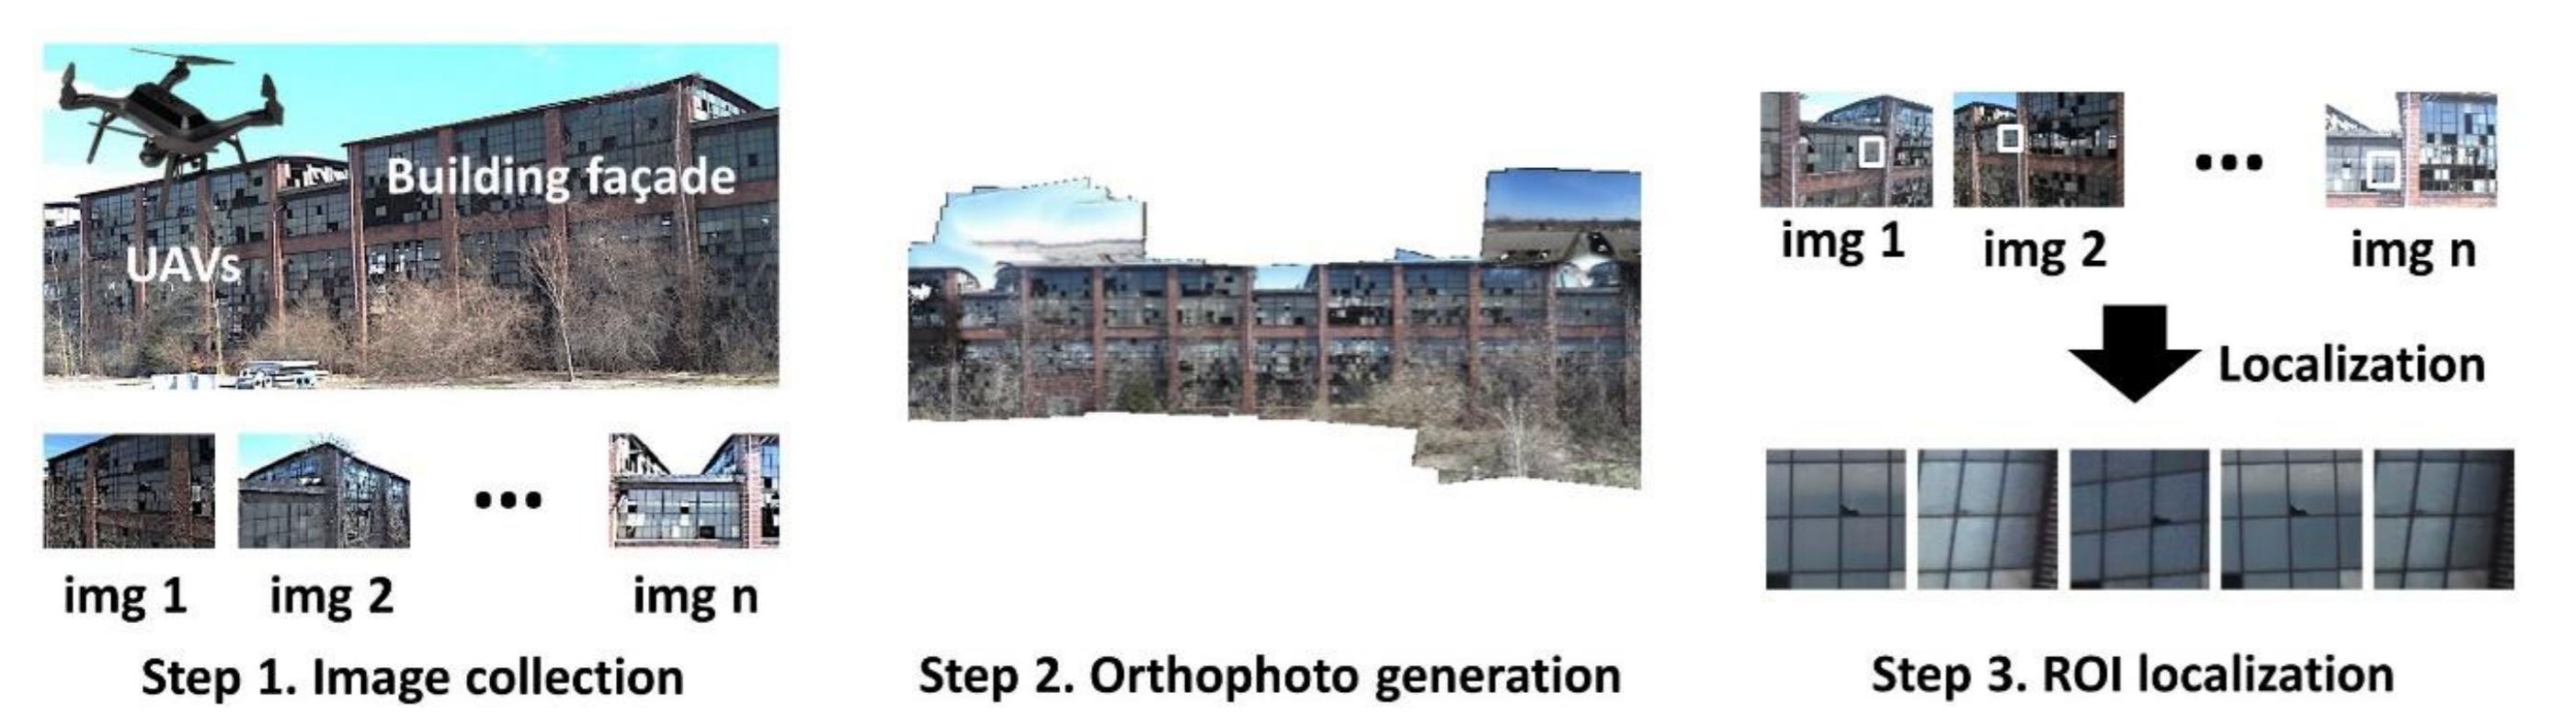 Building façade
UAVs
img 1
img 2
img n
Step 1. Image collection
Step 2. Orthophoto generation
img 1
img 2
img n
Localization
Step 3. ROI localization